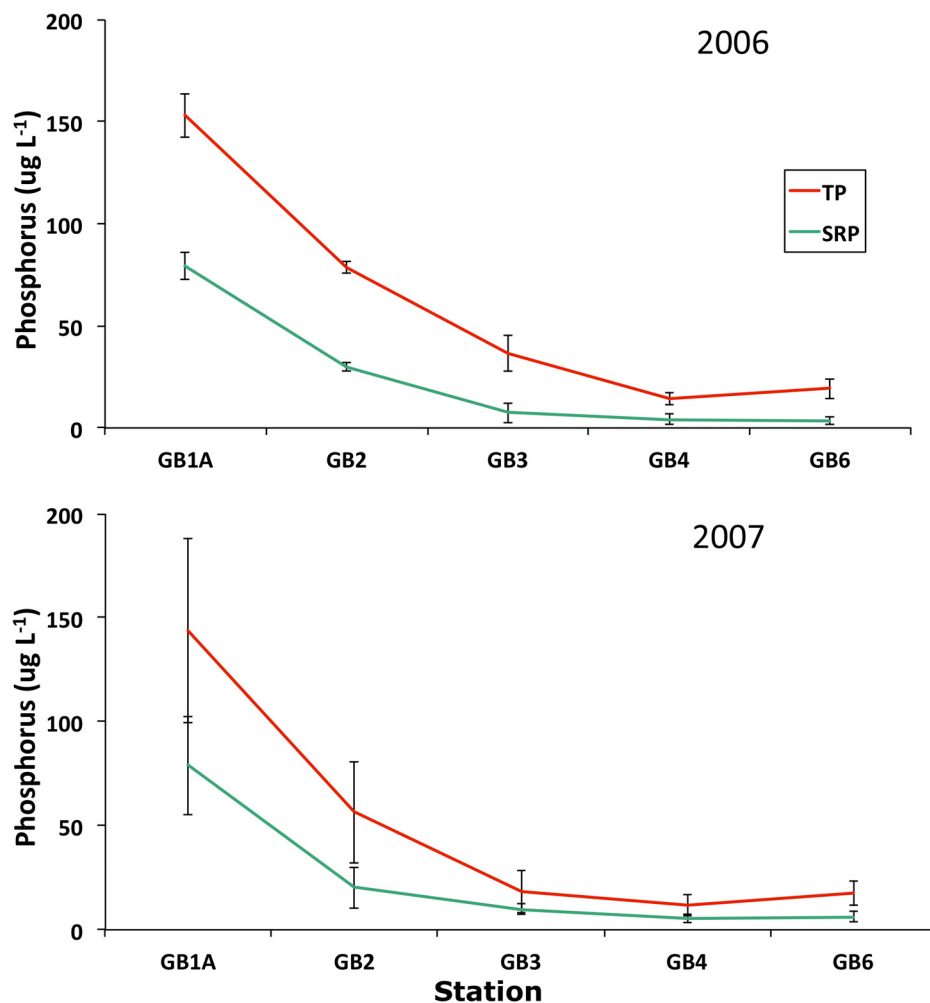 200
2006
150
TP
SRP
100
50
0
Phosphorus (ug L⁻¹)
GB1A GB2 GB3 GB4 GB6
200
2007
150
100
50
0
Phosphorus (ug L⁻¹)
GB1A GB2 GB3 GB4 GB6
Station